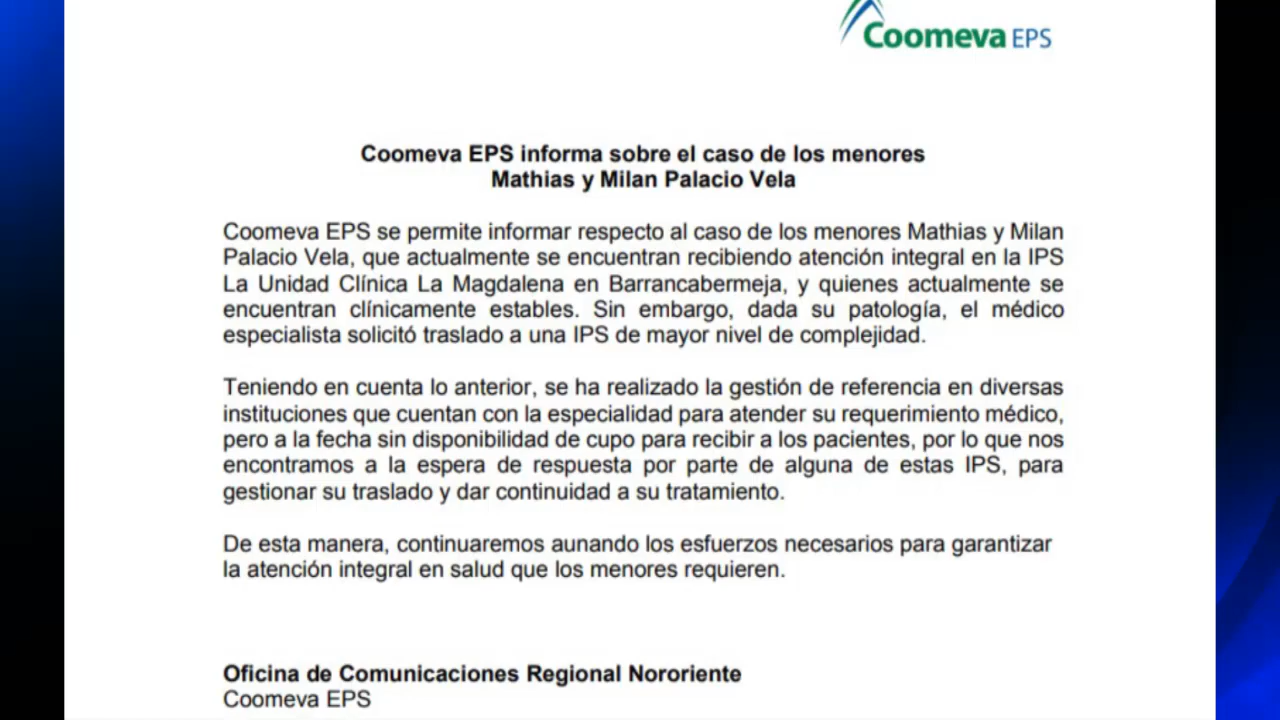 Coomeva EPS
Coomeva EPS informa sobre el caso de los menores
Mathias y Milan Palacio Vela
Coomeva EPS se permite informar respecto al caso de los menores Mathias y Milan
Palacio Vela, que actualmente se encuentran recibiendo atención integral en la IPS
La Unidad Clínica La Magdalena en Barrancabermeja, y quienes actualmente se
encuentran clínicamente estables. Sin embargo, dada su patología, el médico
especialista solicitó traslado a una IPS de mayor nivel de complejidad.
Teniendo en cuenta lo anterior, se ha realizado la gestión de referencia en diversas
instituciones que cuentan con la especialidad para atender su requerimiento médico,
pero a la fecha sin disponibilidad de cupo para recibir a los pacientes, por lo que nos
encontramos a la espera de respuesta por parte de alguna de estas IPS, para
gestionar su traslado y dar continuidad a su tratamiento.
De esta manera, continuaremos aunando los esfuerzos necesarios para garantizar
la atención integral en salud que los menores requieren.
Oficina de Comunicaciones Regional Nororiente
Coomeva EPS